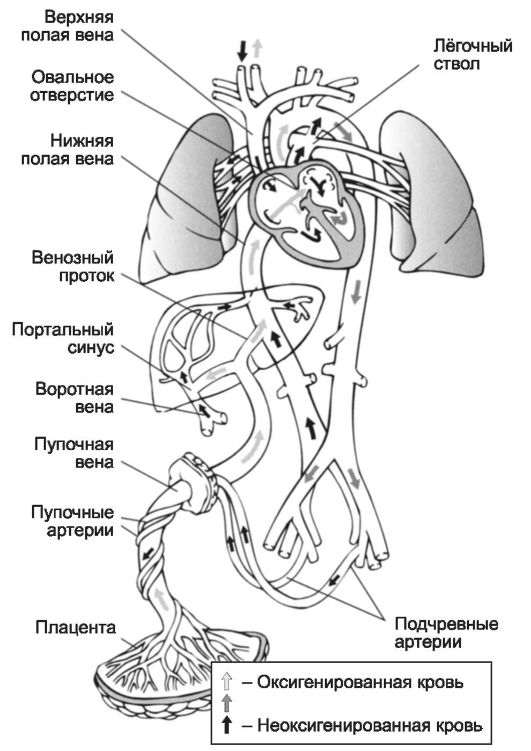 Верхняя
полая вена
Лёгочный
ствол
Овальное
отверстие
Нижняя
полая вена
Венозный
проток
Портальный
синус
Воротная
вена
Пупочная
вена
Пупочные
артерии
Плацента
Подчревные
артерии
– Оксигенированная кровь
– Неоксигенированная кровь